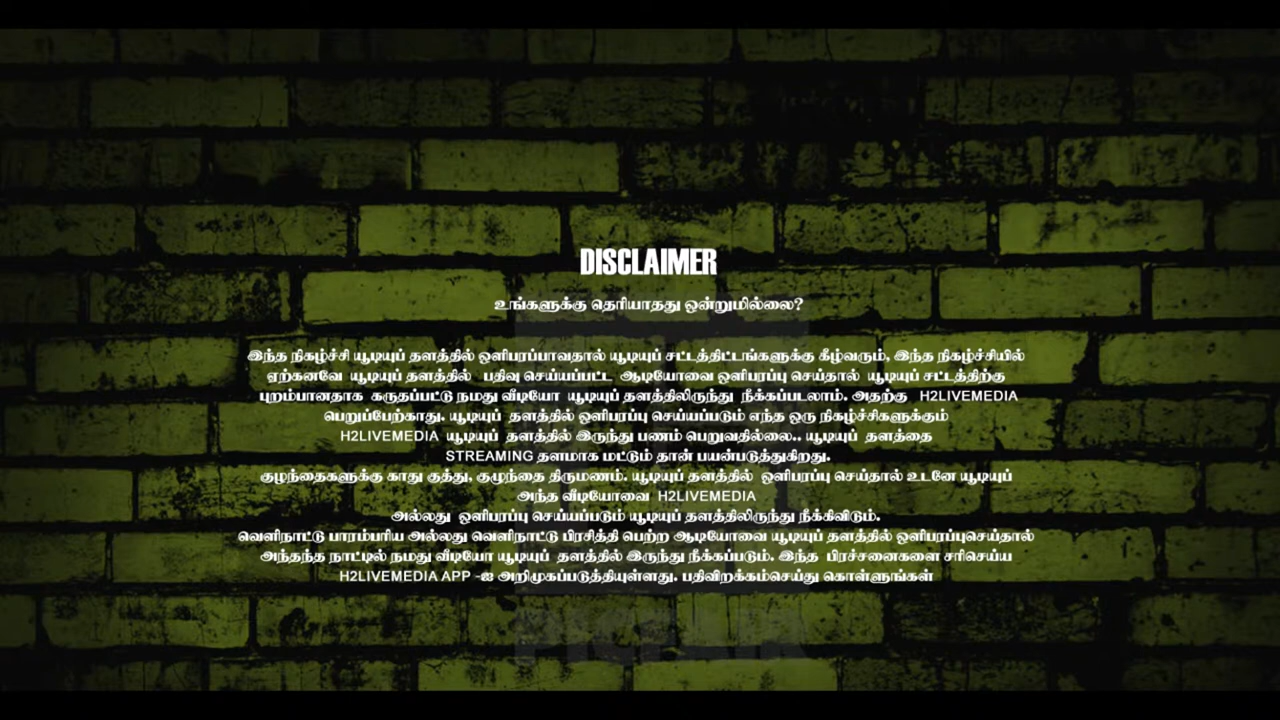 DISCLAIMER
உங்களுக்கு தெரியாதது ஒன்றுமில்லை?
இந்த நிகழ்ச்சி யூடியுப் தளத்தில் ஒளிபரப்பாவதால் யூடியுப் சட்டத்திட்டங்களுக்கு கீழ்வரும், இந்த நிகழ்ச்சியில்
ஏற்கனவே யூடியுப் தளத்தில் பதிவு செய்யப்பட்ட ஆடியோவை ஒளிபரப்பு செய்தால் யூடியுப் சட்டத்திற்கு
புறம்பானதாக கருதப்பட்டு நமது வீடியோ யூடியுப் தளத்திலிருந்து நீக்கப்படலாம். அதற்கு H2LIVEMEDIA
பெறுப்பேற்காது. யூடியுப் தளத்தில் ஒளிபரப்பு செய்யப்படும் எந்த ஒரு நிகழ்ச்சிகளுக்கும்
H2LIVEMEDIA யூடியுப் தளத்தில் இருந்து பணம் பெறுவதில்லை.. யூடியுப் தளத்தை
STREAMING தளமாக மட்டும் தான் பயன்படுத்துகிறது.
குழந்தைகளுக்கு காது குத்து, குழந்தை திருமணம். யூடியுப் தளத்தில் ஒளிபரப்பு செய்தால் உடனே யூடியுப்
அந்த வீடியோவை H2LIVEMEDIA
அல்லது ஒளிபரப்பு செய்யப்படும் யூடியுப் தளத்திலிருந்து நீக்கிவிடும்.
வெளிநாட்டு பாரம்பரிய அல்லது வெளிநாட்டு பிரசித்தி பெற்ற ஆடியோவை யூடியுப் தளத்தில் ஒளிபரப்புசெய்தால்
அந்தந்த நாட்டில் நமது வீடியோ யூடியுப் தளத்தில் இருந்து நீக்கப்படும். இந்த பிரச்சனைகளை சரிசெய்ய
H2LIVEMEDIA APP -ஐ அறிமுகப்படுத்தியுள்ளது. பதிவிறக்கம்செய்து கொள்ளுங்கள்